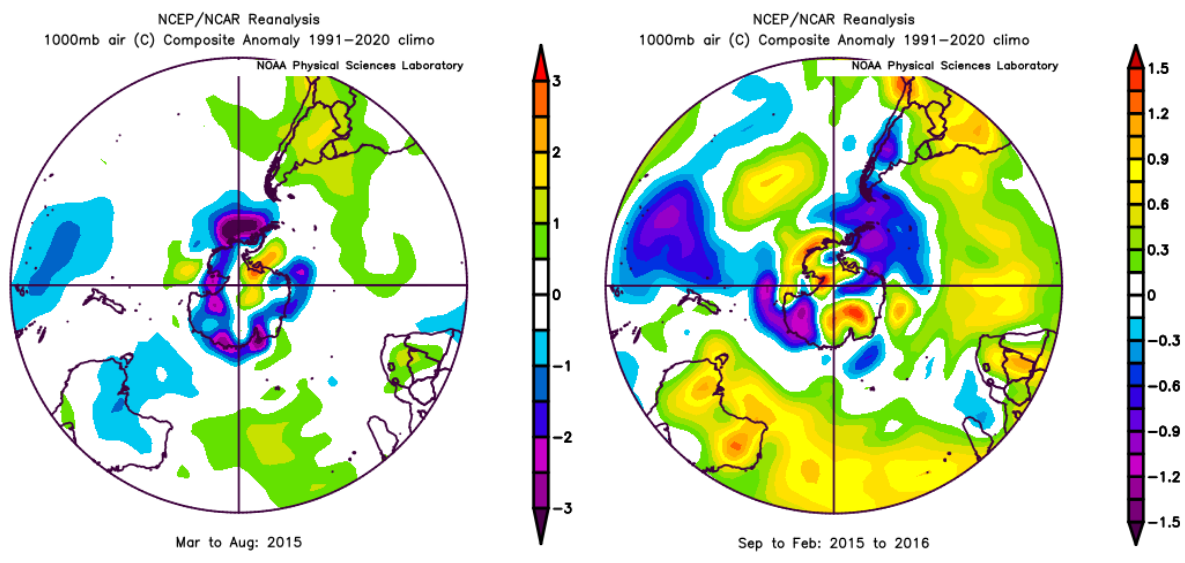 NCEP/NCAR Reanalysis
1000mb air (C) Composite Anomaly 1991-2020 climo
NOAA Physical Sciences Laboratory
3
2
1
0
-1
-2
-3
Mar to Aug: 2015
NCEP/NCAR Reanalysis
1000mb air (C) Composite Anomaly 1991-2020 climo
NOAA Physical Sciences Laboratory
1.5
1.2
0.9
0.6
0.3
0
-0.3
-0.6
-0.9
-1.2
-1.5
Sep to Feb: 2015 to 2016